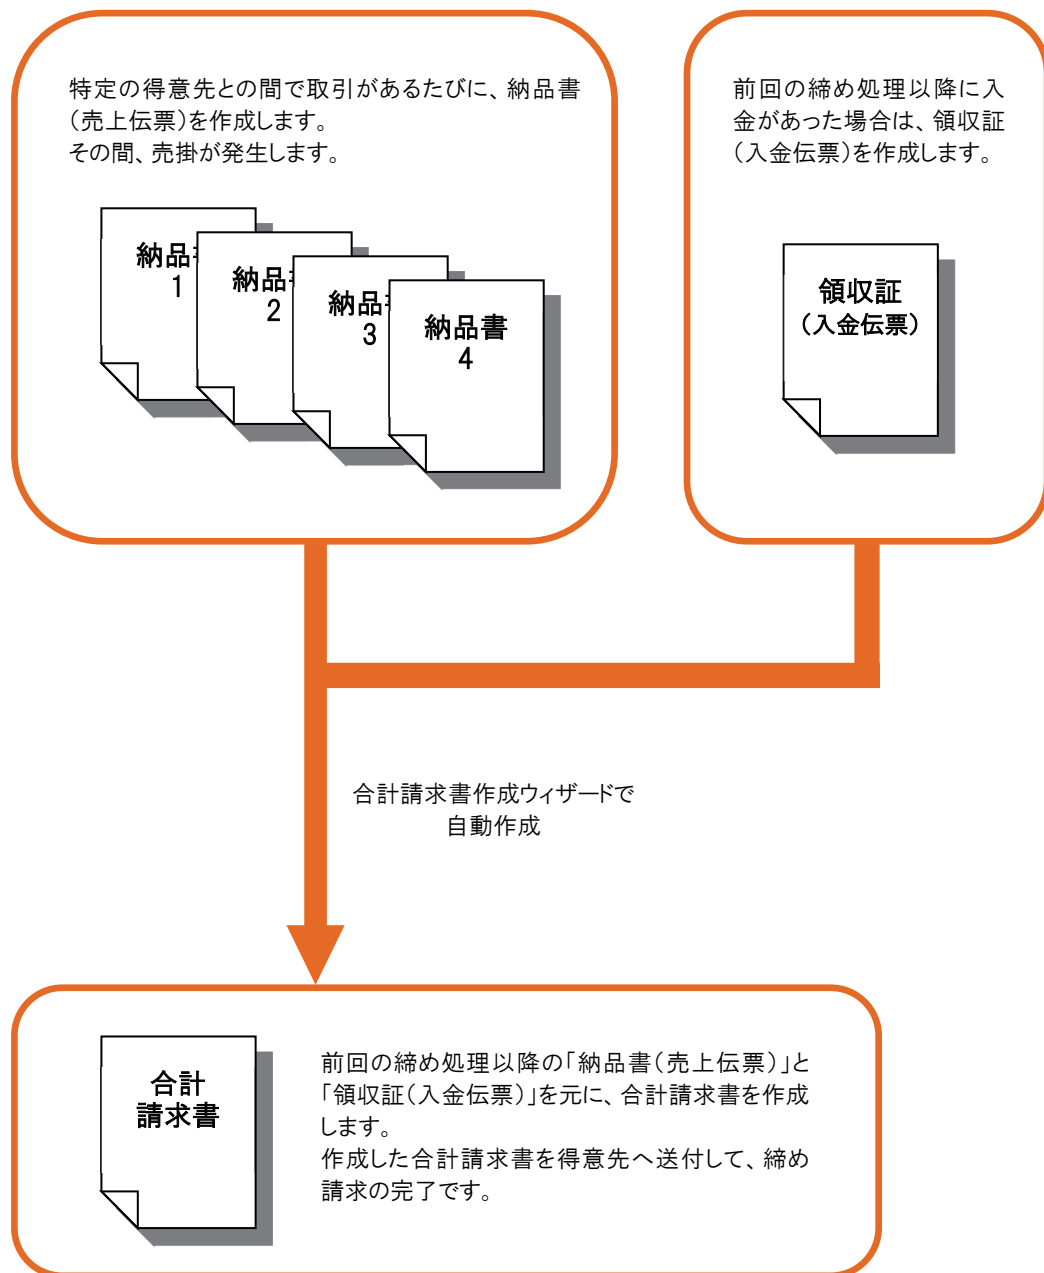 特定の得意先との間で取引があるたびに、納品書
（売上伝票）を作成します。
その間、売掛が発生します。
納品
1
納品
2
納品
3
納品書
4
前回の締め処理以降に入
金があった場合は、領収証
（入金伝票）を作成します。
領収証
（入金伝票）
合計請求書作成ウィザードで
自動作成
合計
請求書
前回の締め処理以降の「納品書（売上伝票）」と
「領収証（入金伝票）」を元に、合計請求書を作成
します。
作成した合計請求書を得意先へ送付して、締め
請求の完了です。